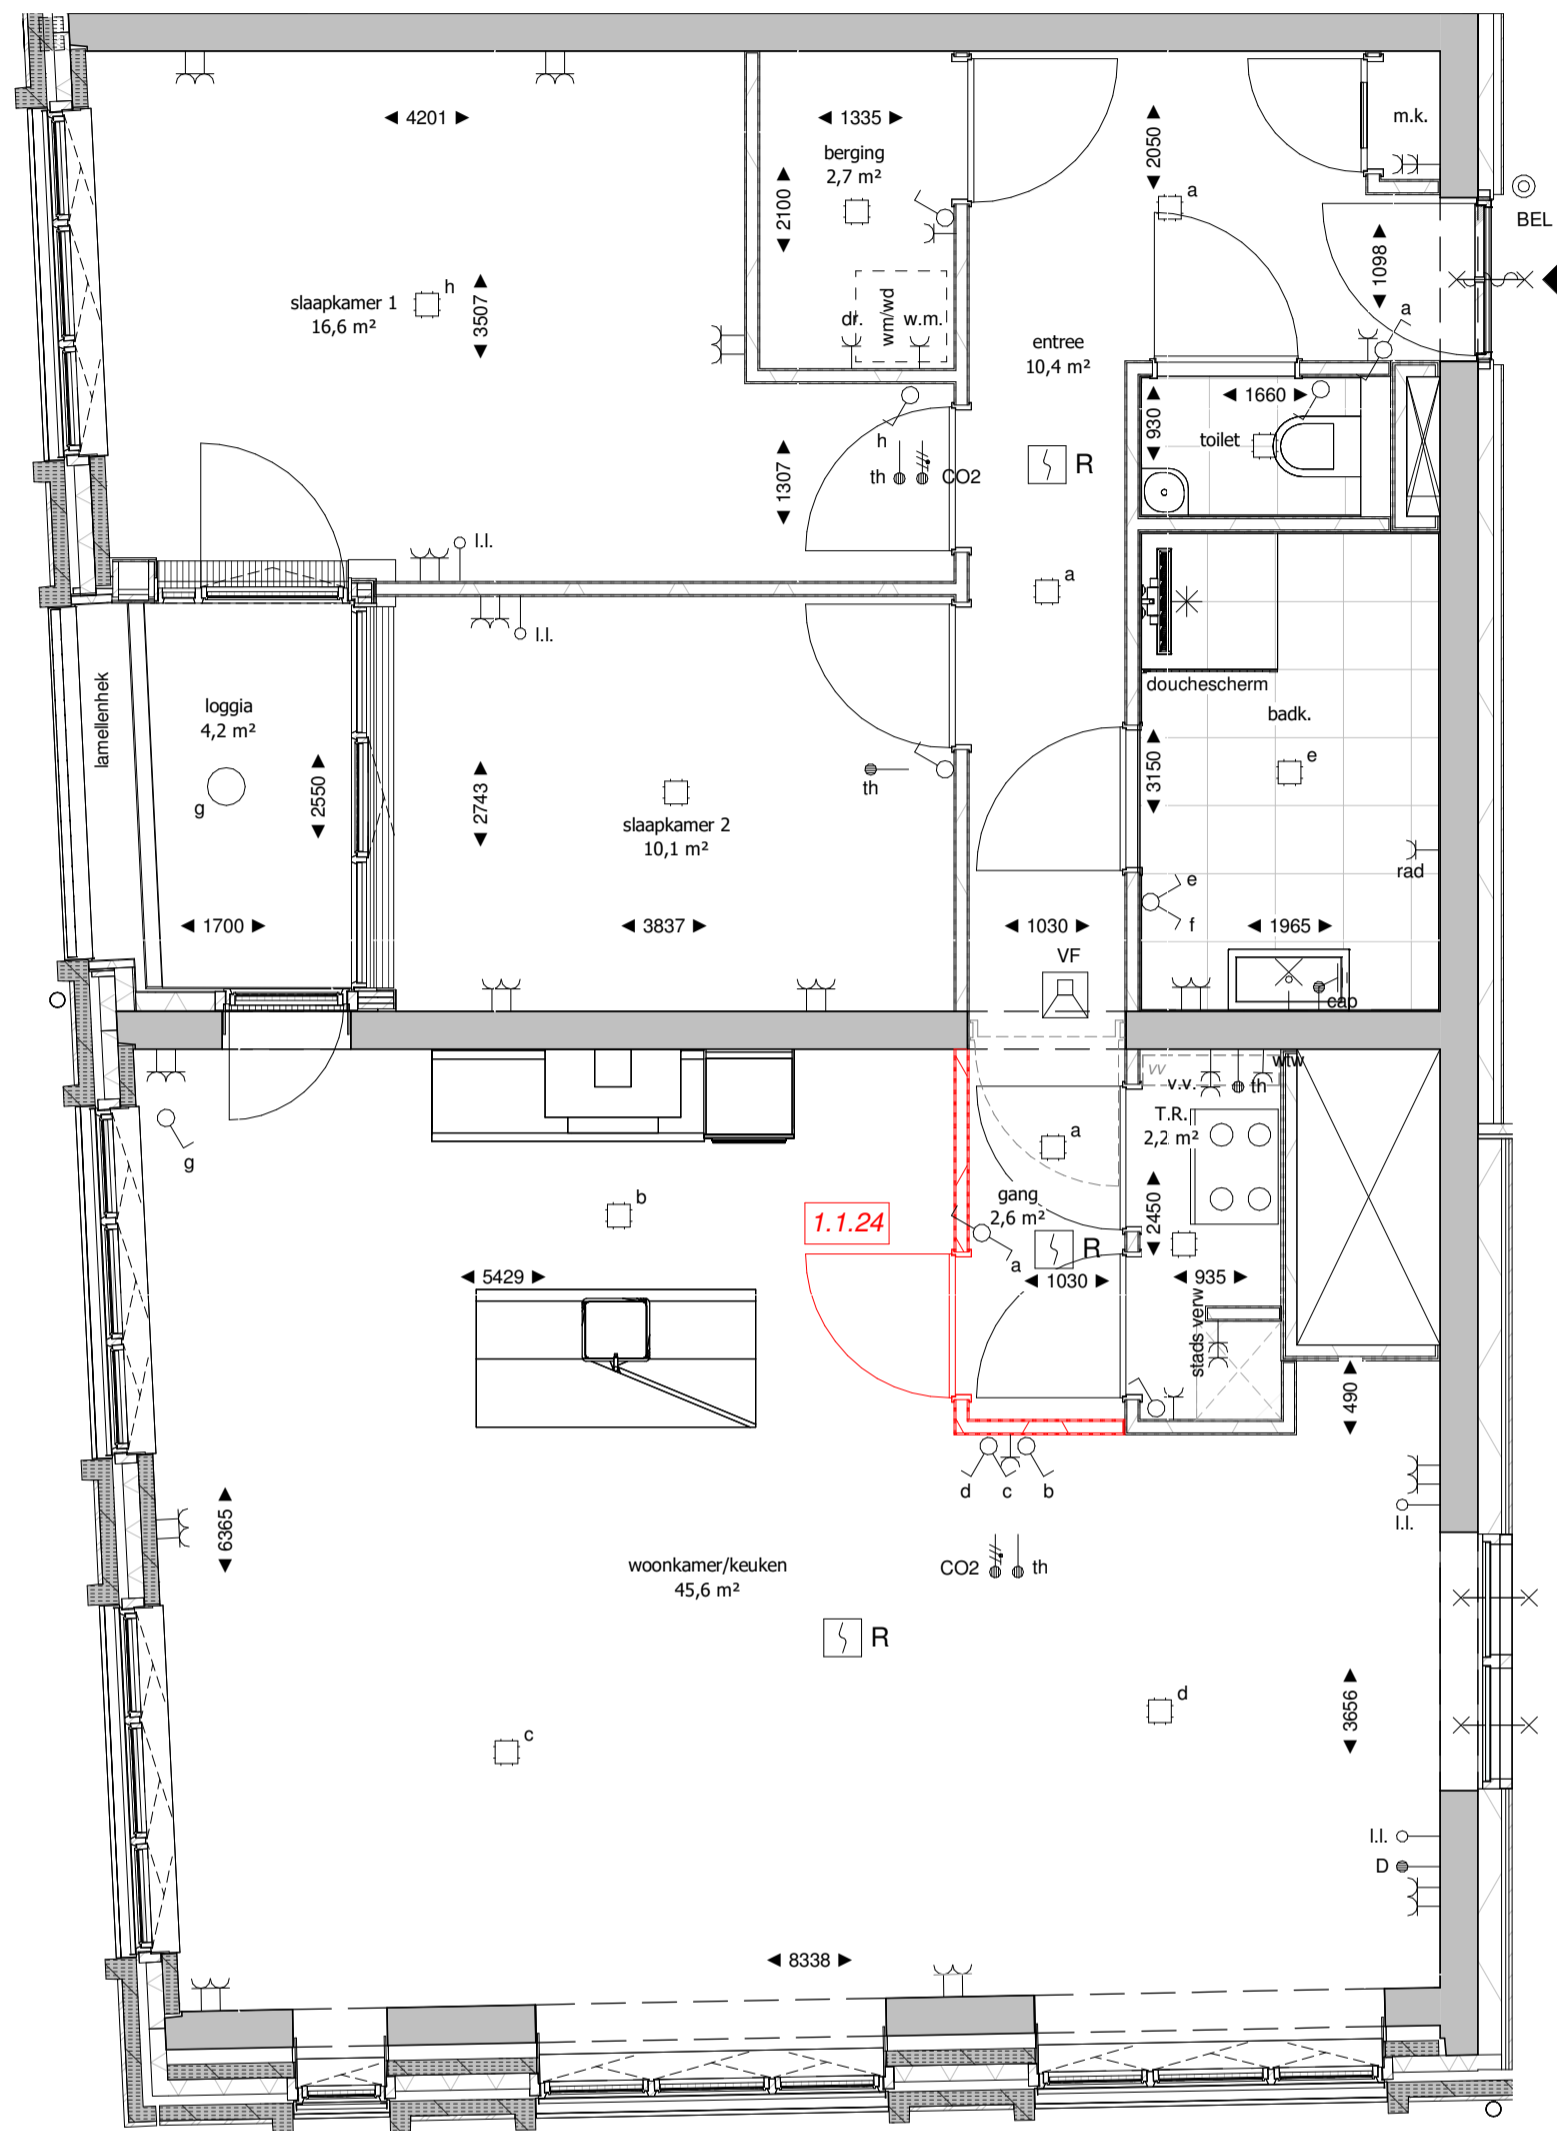 4201
1335
berging
2,7 m²
2100
2050
m.k.
a
BEL
1098
a
slaapkamer 1
16,6 m²
h
3507
dr.
wm/wd
w.m.
entree
10,4 m²
930
1660
toilet
h
1307
th
CO2
R
l.l.
a
l.l.
douchescherm
badk.
lamellenhek
loggia
4,2 m²
g
2550
2743
slaapkamer 2
10,1 m²
th
3150
e
rad
e
f
1700
3837
1030
1965
VF
cap
vv
v.v.
th
wtw
T.R.
2,2 m²
g
a
b
gang
2,6 m²
2450
1.1.24
R
a
1030
5429
935
stads verw
490
d
c
b
l.l.
6365
woonkamer/keuken
45,6 m²
CO2
th
R
d
3656
c
l.l.
D
8338